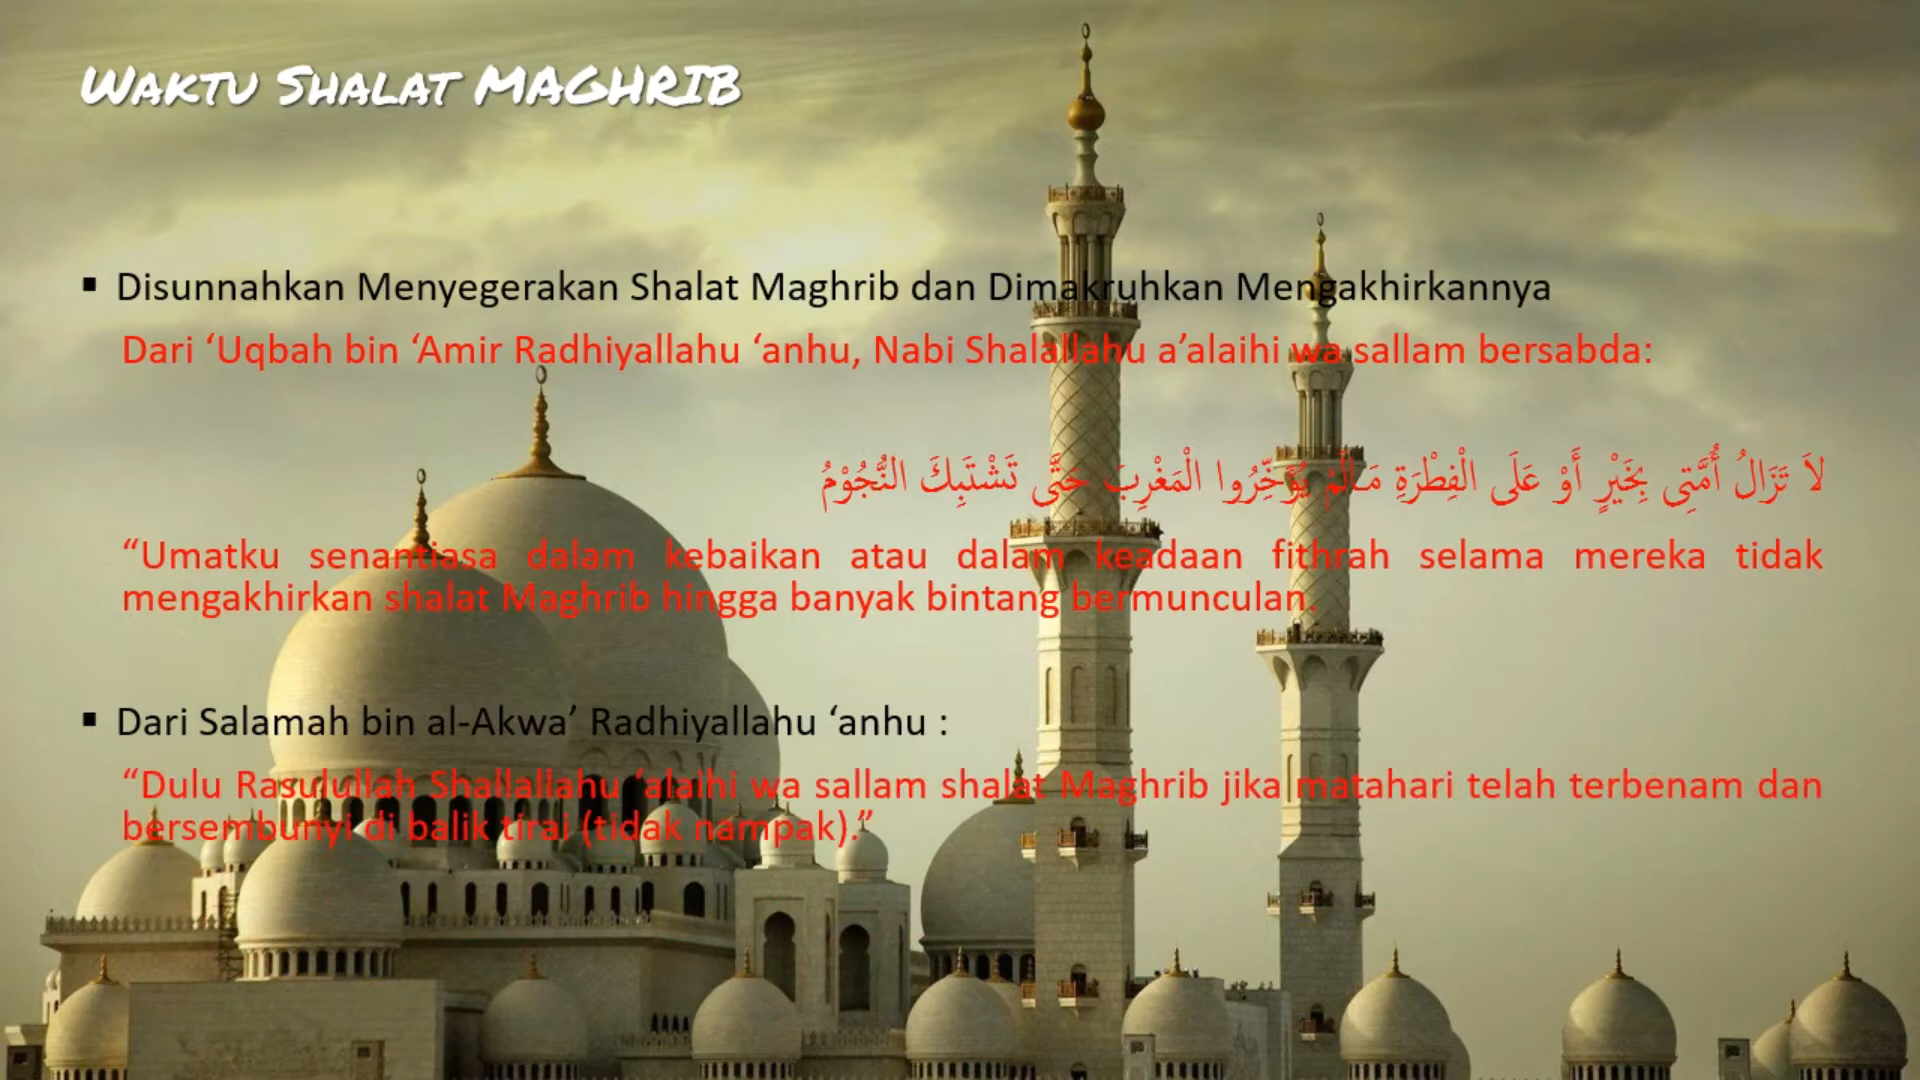 Waktu Shalat MAGHRIB
▪ Disunnahkan Menyegerakan Shalat Maghrib dan Dimakruhkan Mengakhirkannya
Dari ‘Uqbah bin ‘Amir Radhiyallahu ‘anhu, Nabi Shalallahu a’alaihi wa sallam bersabda:
لاَ تَزَالُ أُمَّتِى بِخَيْرٍ أَوْ عَلَى الْفِطْرَةِ مَالَمْ يُؤَخِّرُوا الْمَغْرِبَ حَتَّى تَشْتَبِكَ النُّجُوْمُ
“Umatku senantiasa dalam kebaikan atau dalam keadaan fithrah selama mereka tidak
mengakhirkan shalat Maghrib hingga banyak bintang bermunculan.
▪ Dari Salamah bin al-Akwa’ Radhiyallahu ‘anhu :
“Dulu Rasulullah Shallallahu ‘alaihi wa sallam shalat Maghrib jika matahari telah terbenam dan
bersembunyi di balik tirai (tidak nampak).”